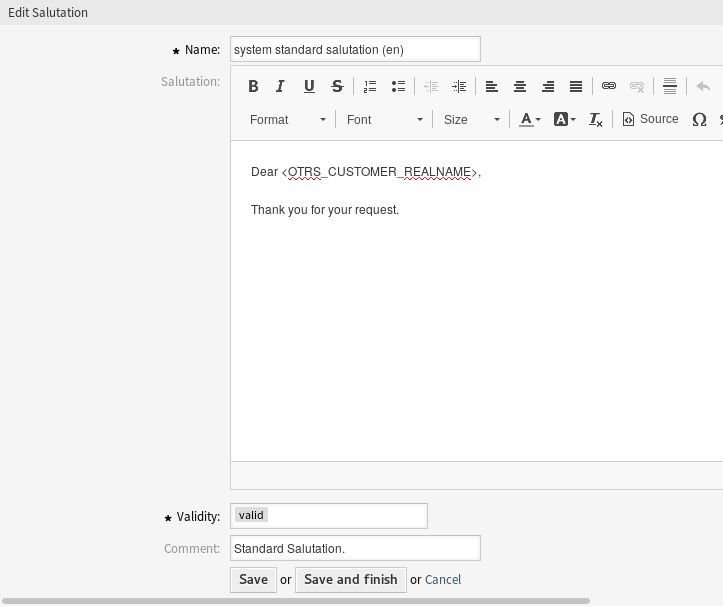 Edit Salutation
★ Name: system standard salutation (en)
Salutation:
B I U S
Format Font Size A A Tx Source Ω
Dear <OTRS_CUSTOMER_REALNAME>,
Thank you for your request.
★ Validity: valid
Comment: Standard Salutation.
Save or Save and finish or Cancel